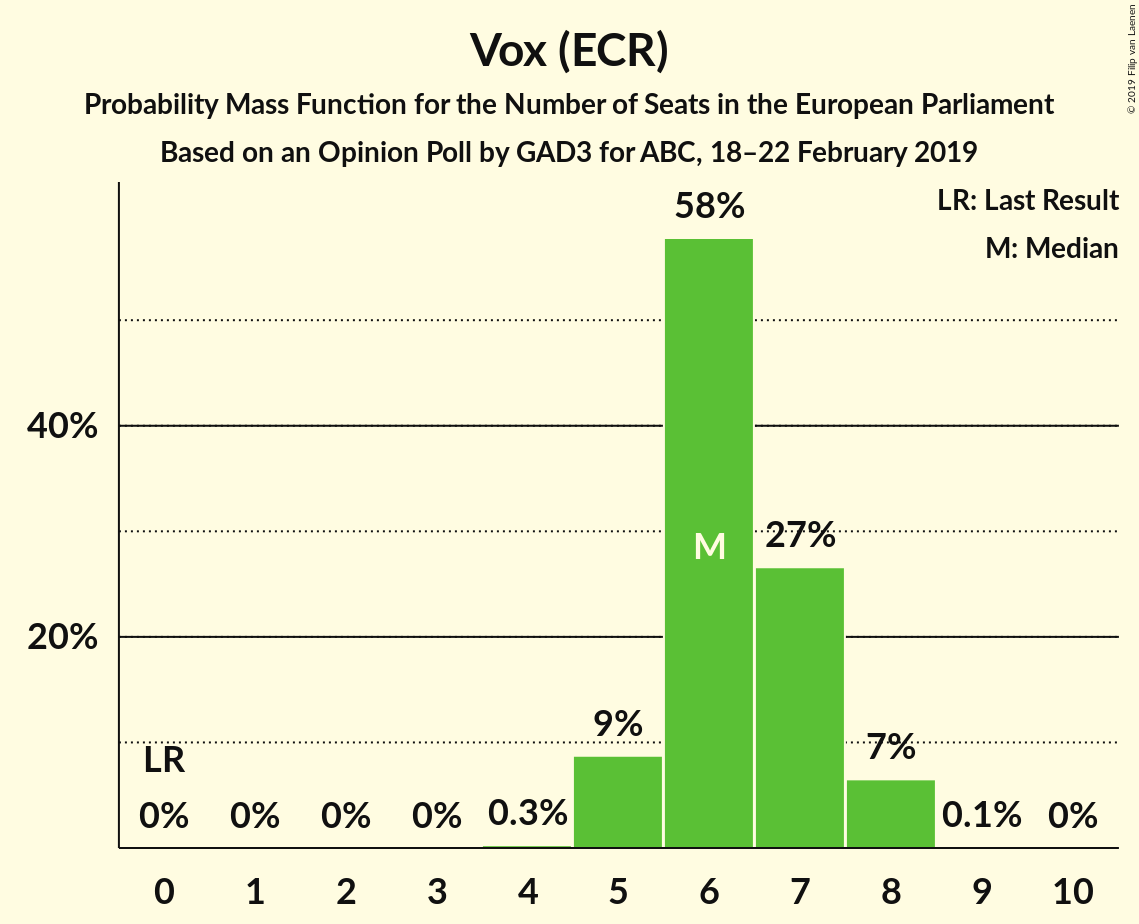 Vox (ECR)
Probability Mass Function for the Number of Seats in the European Parliament
Based on an Opinion Poll by GAD3 for ABC, 18–22 February 2019
© 2019 Filip van Laenen
LR: Last Result
M: Median
58%
40%
M
27%
20%
9%
7%
LR
0% 0% 0% 0% 0.3% 0.1% 0%
0 1 2 3 4 5 6 7 8 9 10